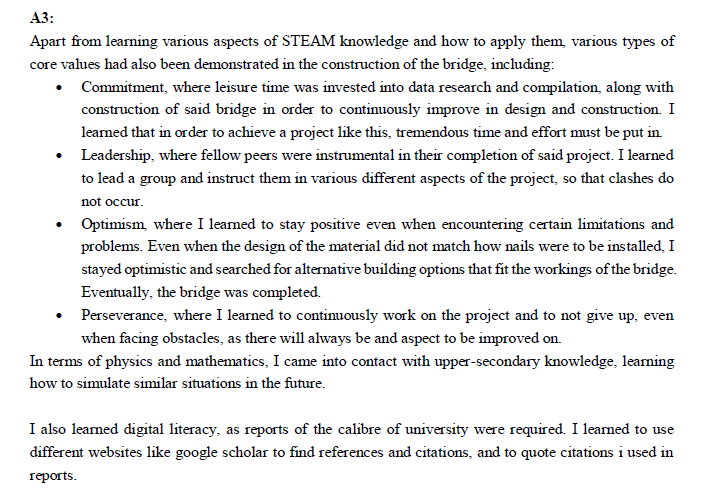 A3:
Apart from learning various aspects of STEAM knowledge and how to apply them, various types of
core values had also been demonstrated in the construction of the bridge, including:
• Commitment, where leisure time was invested into data research and compilation, along with
construction of said bridge in order to continuously improve in design and construction. I
learned that in order to achieve a project like this, tremendous time and effort must be put in.
• Leadership, where fellow peers were instrumental in their completion of said project. I learned
to lead a group and instruct them in various different aspects of the project, so that clashes do
not occur.
• Optimism, where I learned to stay positive even when encountering certain limitations and
problems. Even when the design of the material did not match how nails were to be installed, I
stayed optimistic and searched for alternative building options that fit the workings of the bridge.
Eventually, the bridge was completed.
• Perseverance, where I learned to continuously work on the project and to not give up, even
when facing obstacles, as there will always be and aspect to be improved on.
In terms of physics and mathematics, I came into contact with upper-secondary knowledge, learning
how to simulate similar situations in the future.
I also learned digital literacy, as reports of the calibre of university were required. I learned to use
different websites like google scholar to find references and citations, and to quote citations i used in
reports.